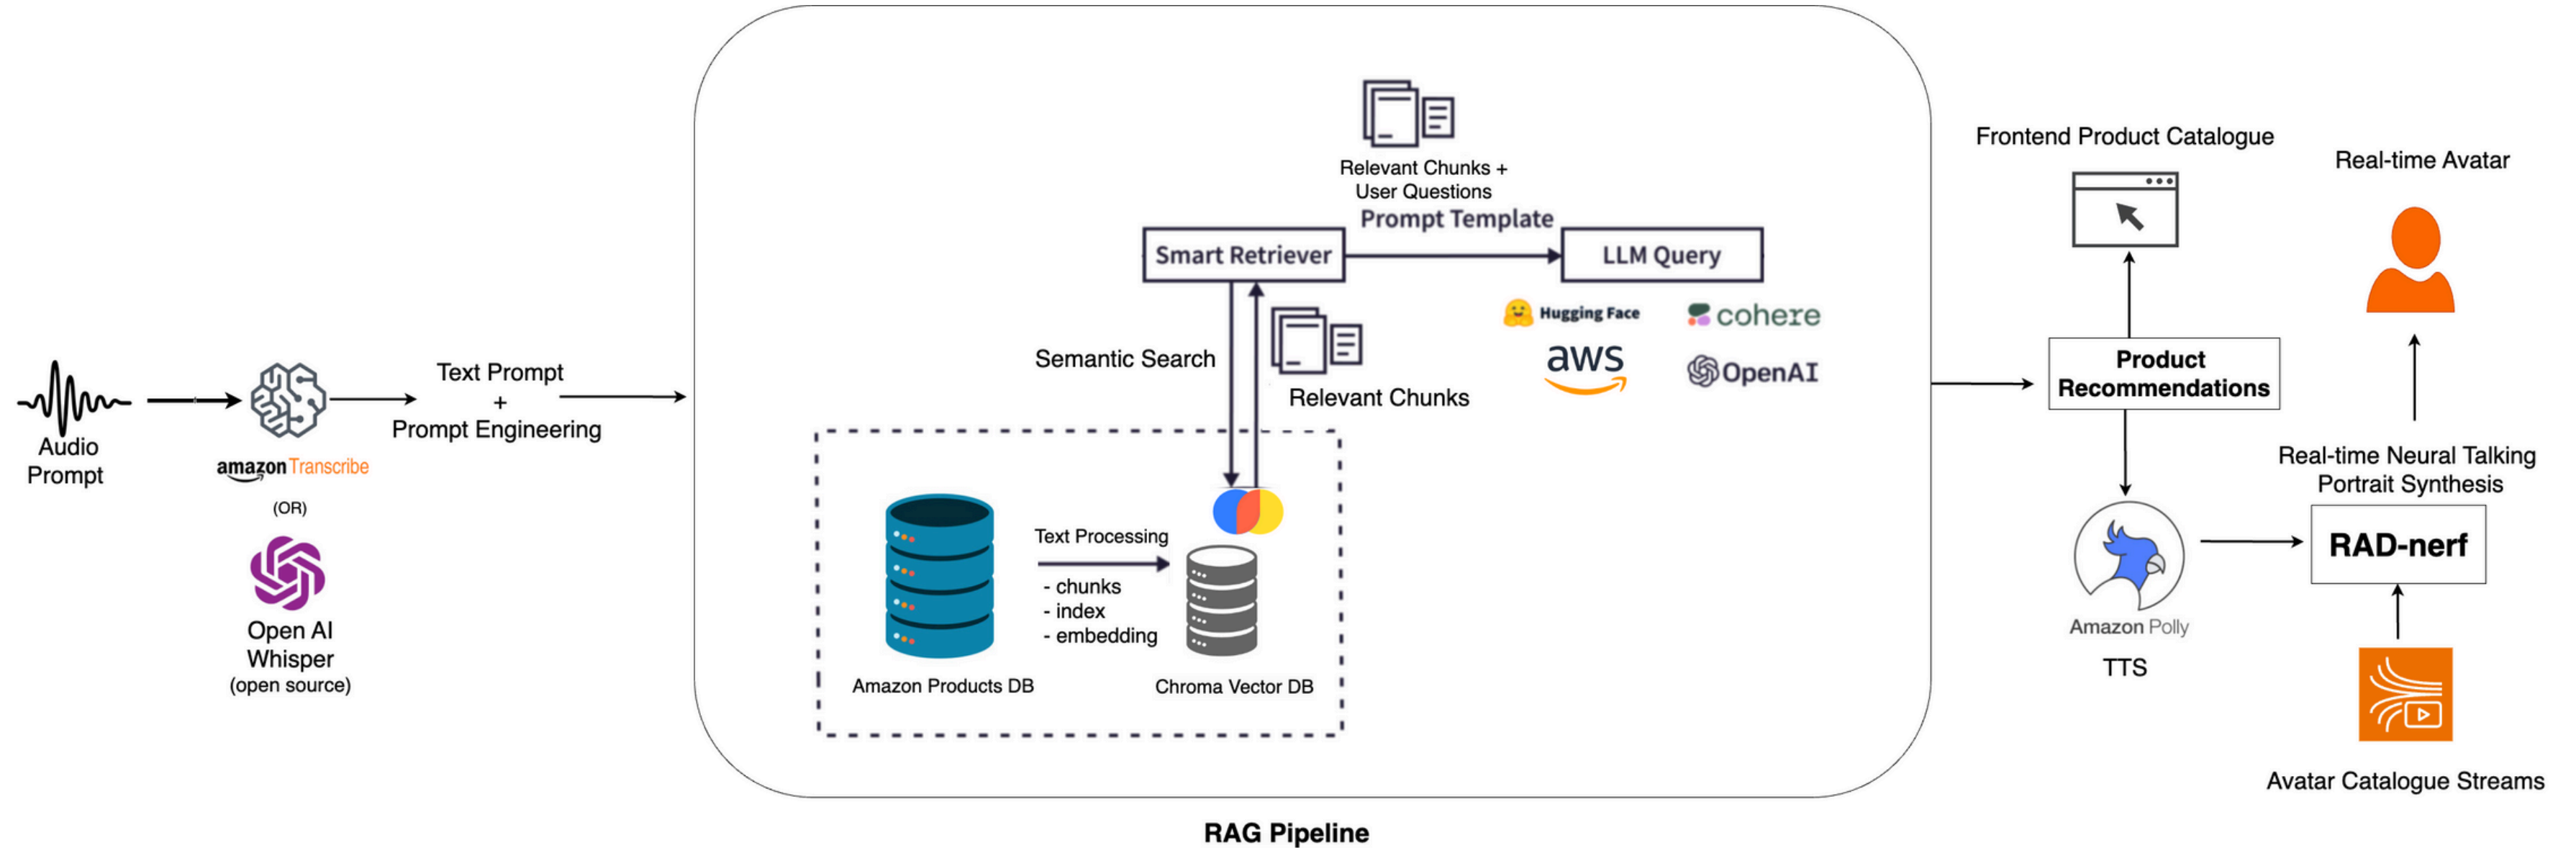 Audio
Prompt
amazon Transcribe
(OR)
Open AI
Whisper
(open source)
Text Prompt
+
Prompt Engineering
Relevant Chunks +
User Questions
Prompt Template
Smart Retriever
LLM Query
Hugging Face
cohere
aws
OpenAI
Semantic Search
Relevant Chunks
Text Processing
- chunks
- index
- embedding
Amazon Products DB
Chroma Vector DB
RAG Pipeline
Frontend Product Catalogue
Product
Recommendations
Amazon Polly
TTS
Real-time Avatar
Real-time Neural Talking
Portrait Synthesis
RAD-nerf
Avatar Catalogue Streams